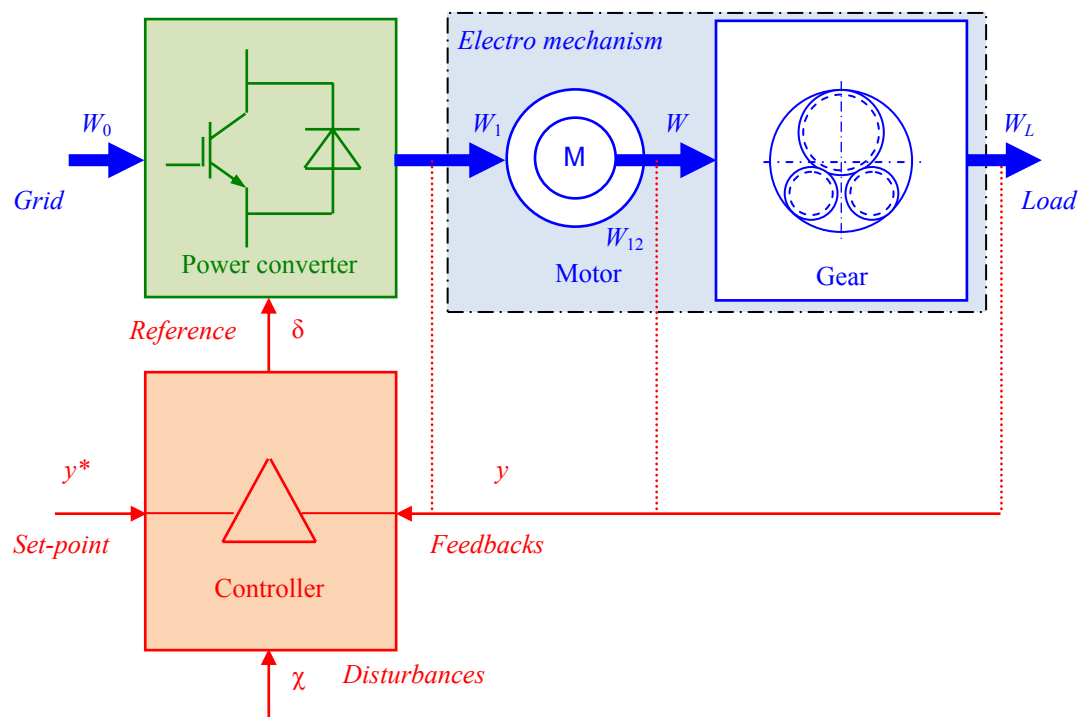 Electro mechanism
W0
W1
M
W
WL
Grid
Load
W12
Power converter
Motor
Gear
Reference
δ
y*
y
Set-point
Feedbacks
Controller
χ
Disturbances